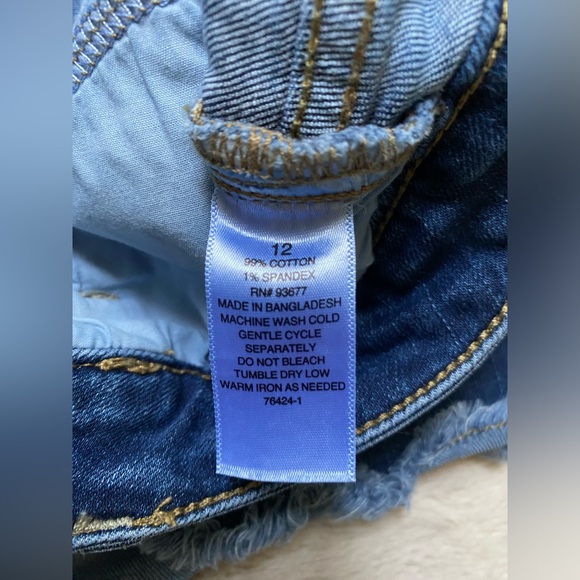 12
99% COTTON
1% SPANDEX
RN# 93677
MADE IN BANGLADESH
MACHINE WASH COLD
GENTLE CYCLE
SEPARATELY
DO NOT BLEACH
TUMBLE DRY LOW
WARM IRON AS NEEDED
76424-1